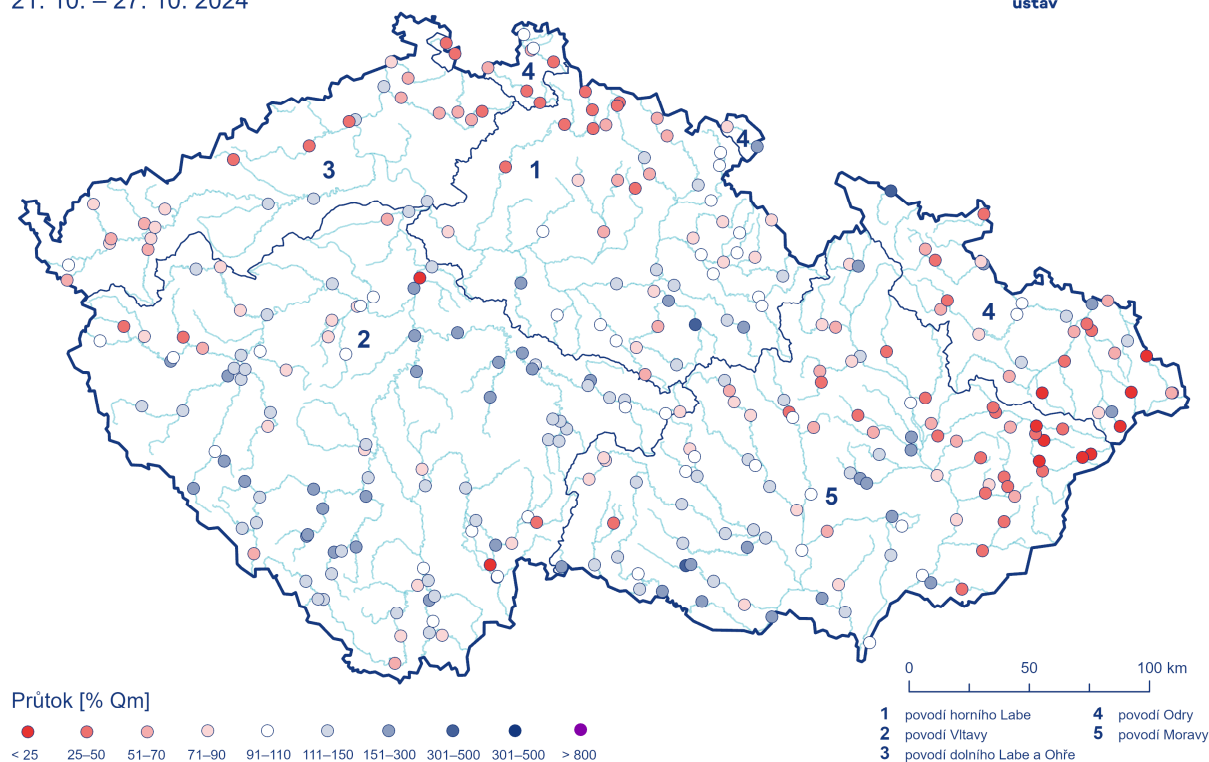 21. 10. – 27. 10. 2024
ústav
4
4
3
1
4
2
5
0 50 100 km
Průtok [% Qm]
< 25 25–50 51–70 71–90 91–110 111–150 151–300 301–500 301–500 > 800
1 povodí horního Labe
2 povodí Vltavy
3 povodí dolního Labe a Ohře
4 povodí Odry
5 povodí Moravy